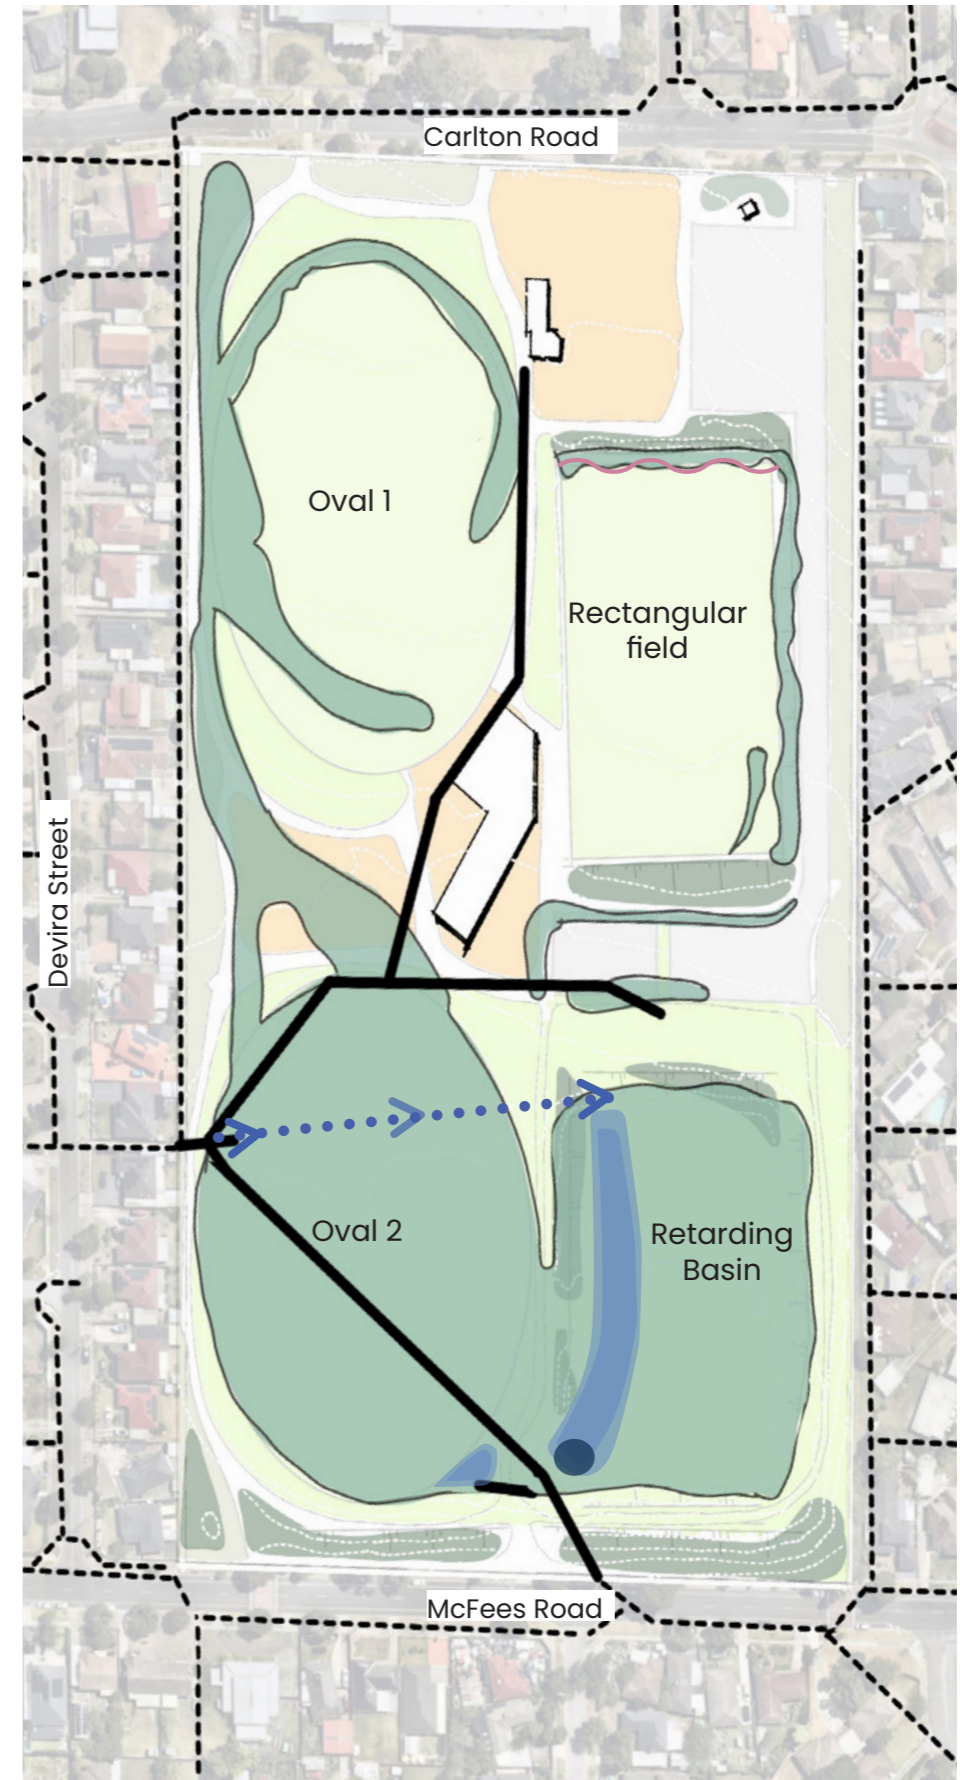 Carlton Road
Oval 1
Rectangular
field
Devira Street
Oval 2
Retarding
Basin
McFees Road